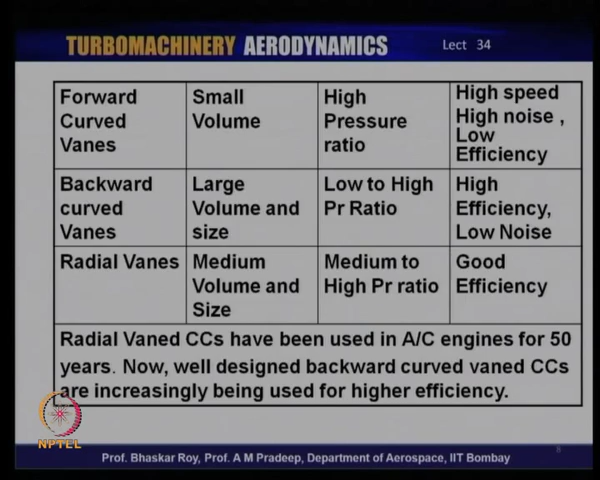 TURBOMACHINERY AERODYNAMICS
Lect 34
Forward
Curved
Vanes
Small
Volume
High
Pressure
ratio
High speed
High noise ,
Low
Efficiency
Backward
curved
Vanes
Large
Volume and
size
Low to High
Pr Ratio
High
Efficiency,
Low Noise
Radial Vanes
Medium
Volume and
Size
Medium to
High Pr ratio
Good
Efficiency
Radial Vaned CCs have been used in A/C engines for 50
years. Now, well designed backward curved vaned CCs
are increasingly being used for higher efficiency.
NPTEL
Prof. Bhaskar Roy, Prof. A M Pradeep, Department of Aerospace, IIT Bombay
8